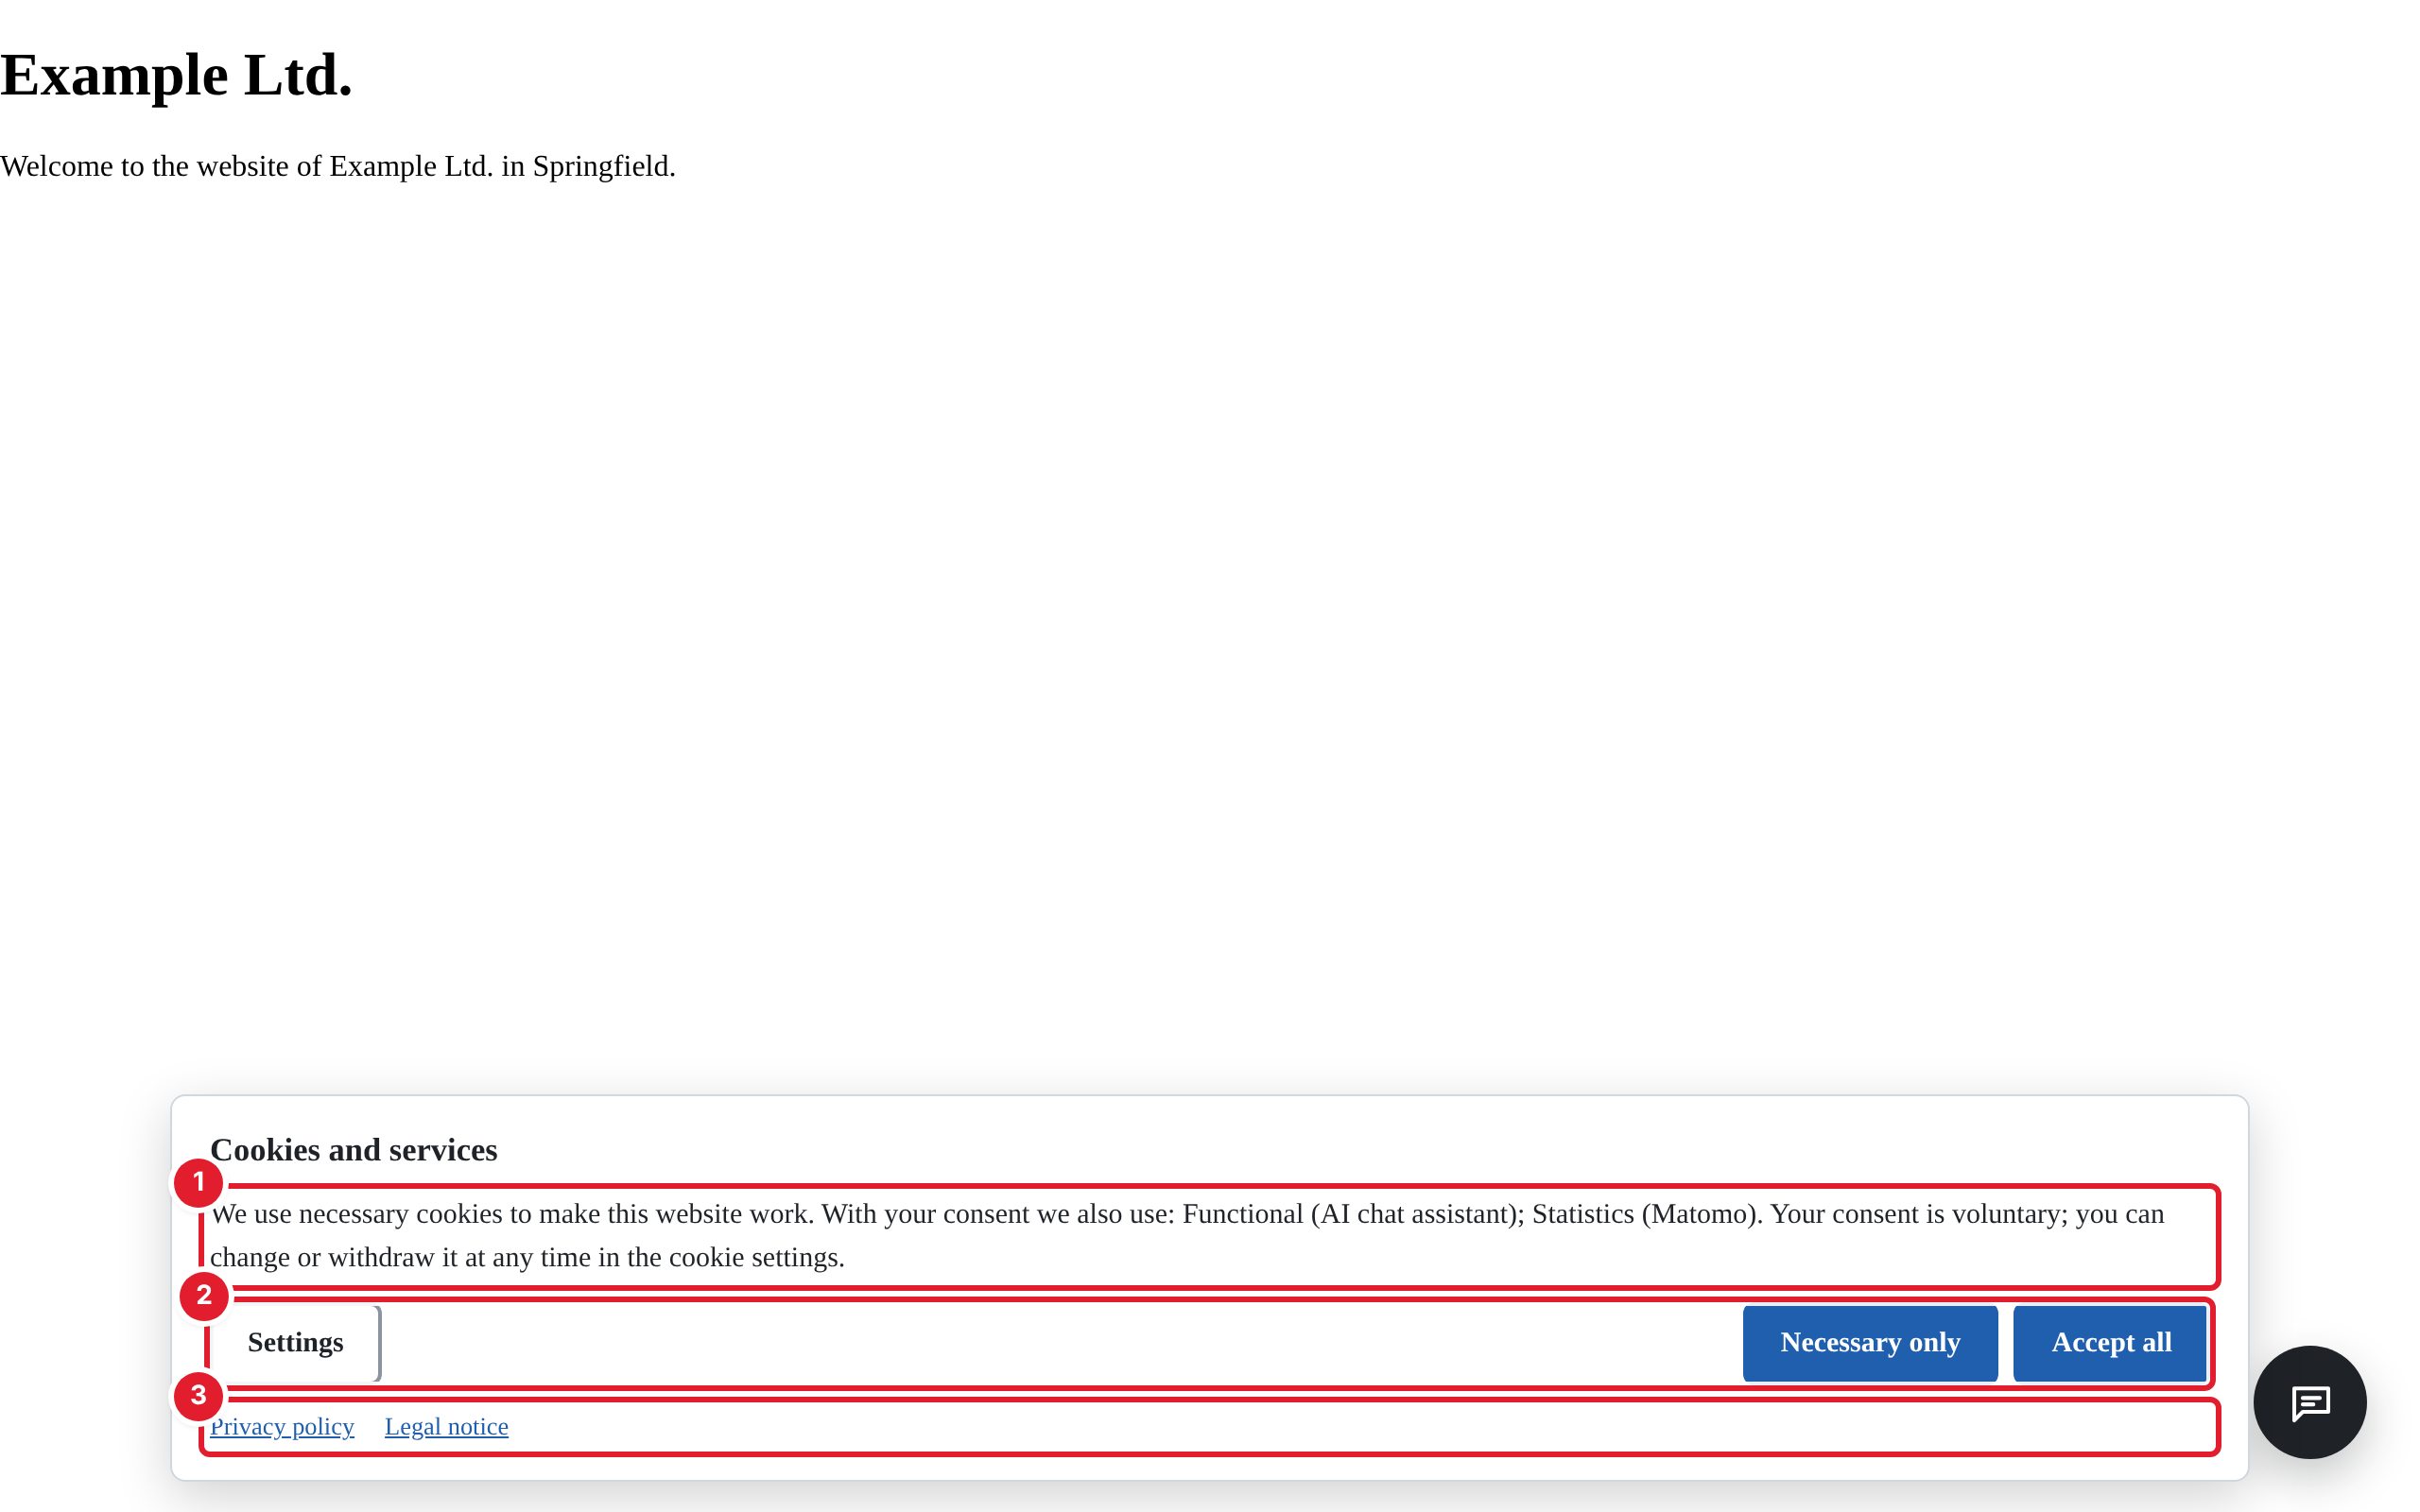 Example Ltd.
Welcome to the website of Example Ltd. in Springfield.
Cookies and services
1
We use necessary cookies to make this website work. With your consent we also use: Functional (AI chat assistant); Statistics (Matomo). Your consent is voluntary; you can
change or withdraw it at any time in the cookie settings.
2
Settings Necessary only Accept all
3
Privacy policy Legal notice